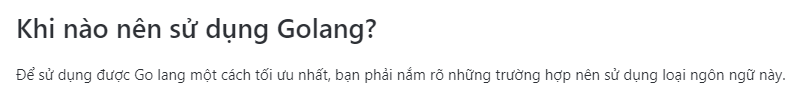 Khi nào nên sử dụng Golang?
Để sử dụng được Go lang một cách tối ưu nhất, bạn phải nắm rõ những trường hợp nên sử dụng loại ngôn ngữ này.